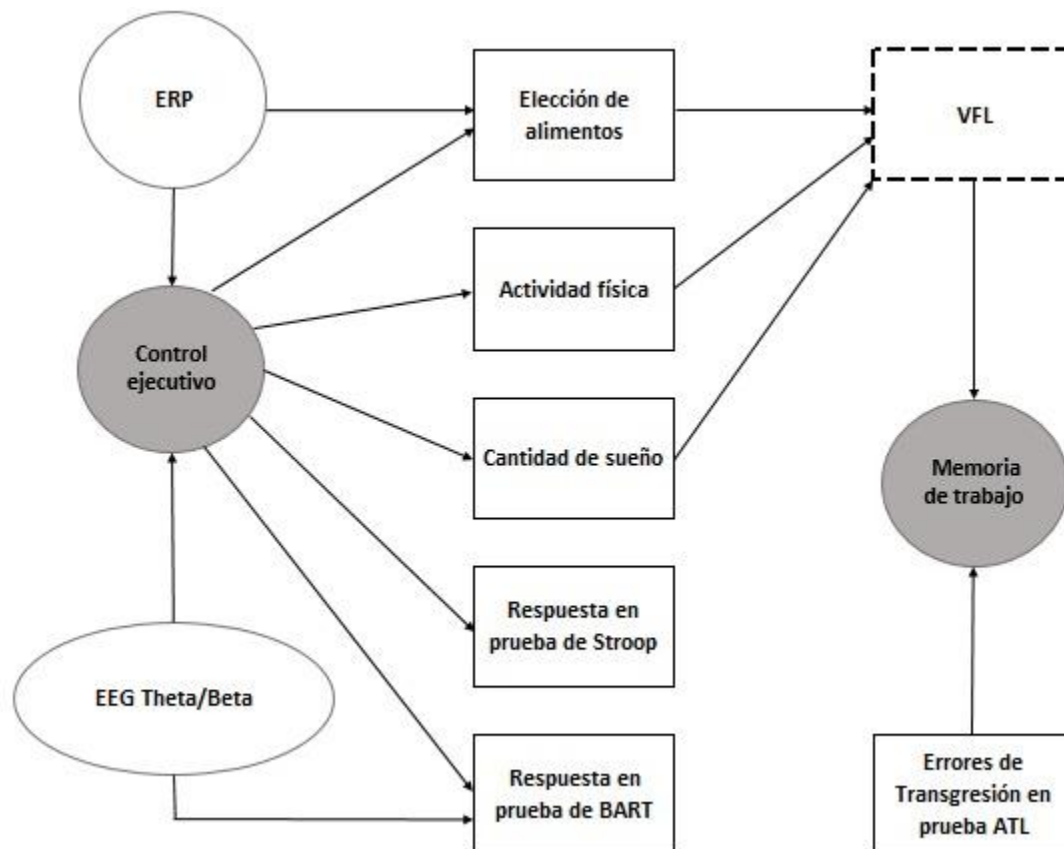 ERP
Elección de
alimentos
VFL
Actividad física
Control
ejecutivo
Cantidad de sueño
Memoria
de trabajo
Respuesta en
prueba de Stroop
EEG Theta/Beta
Respuesta en
prueba de BART
Errores de
Transgresión en
prueba ATL